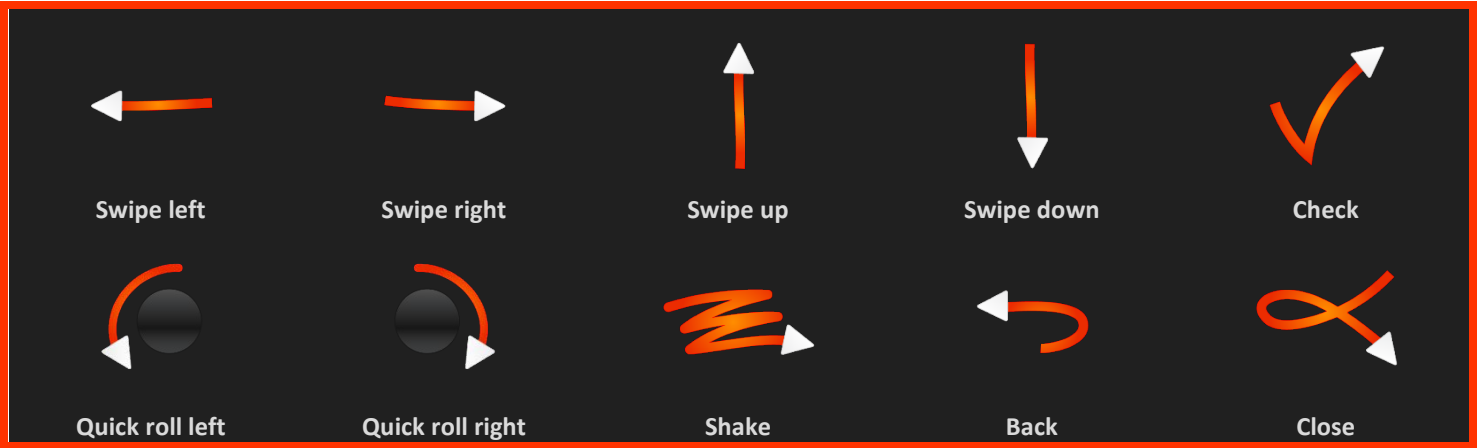 Swipe left
Swipe right
Swipe up
Swipe down
Check
Quick roll left
Quick roll right
Shake
Back
Close